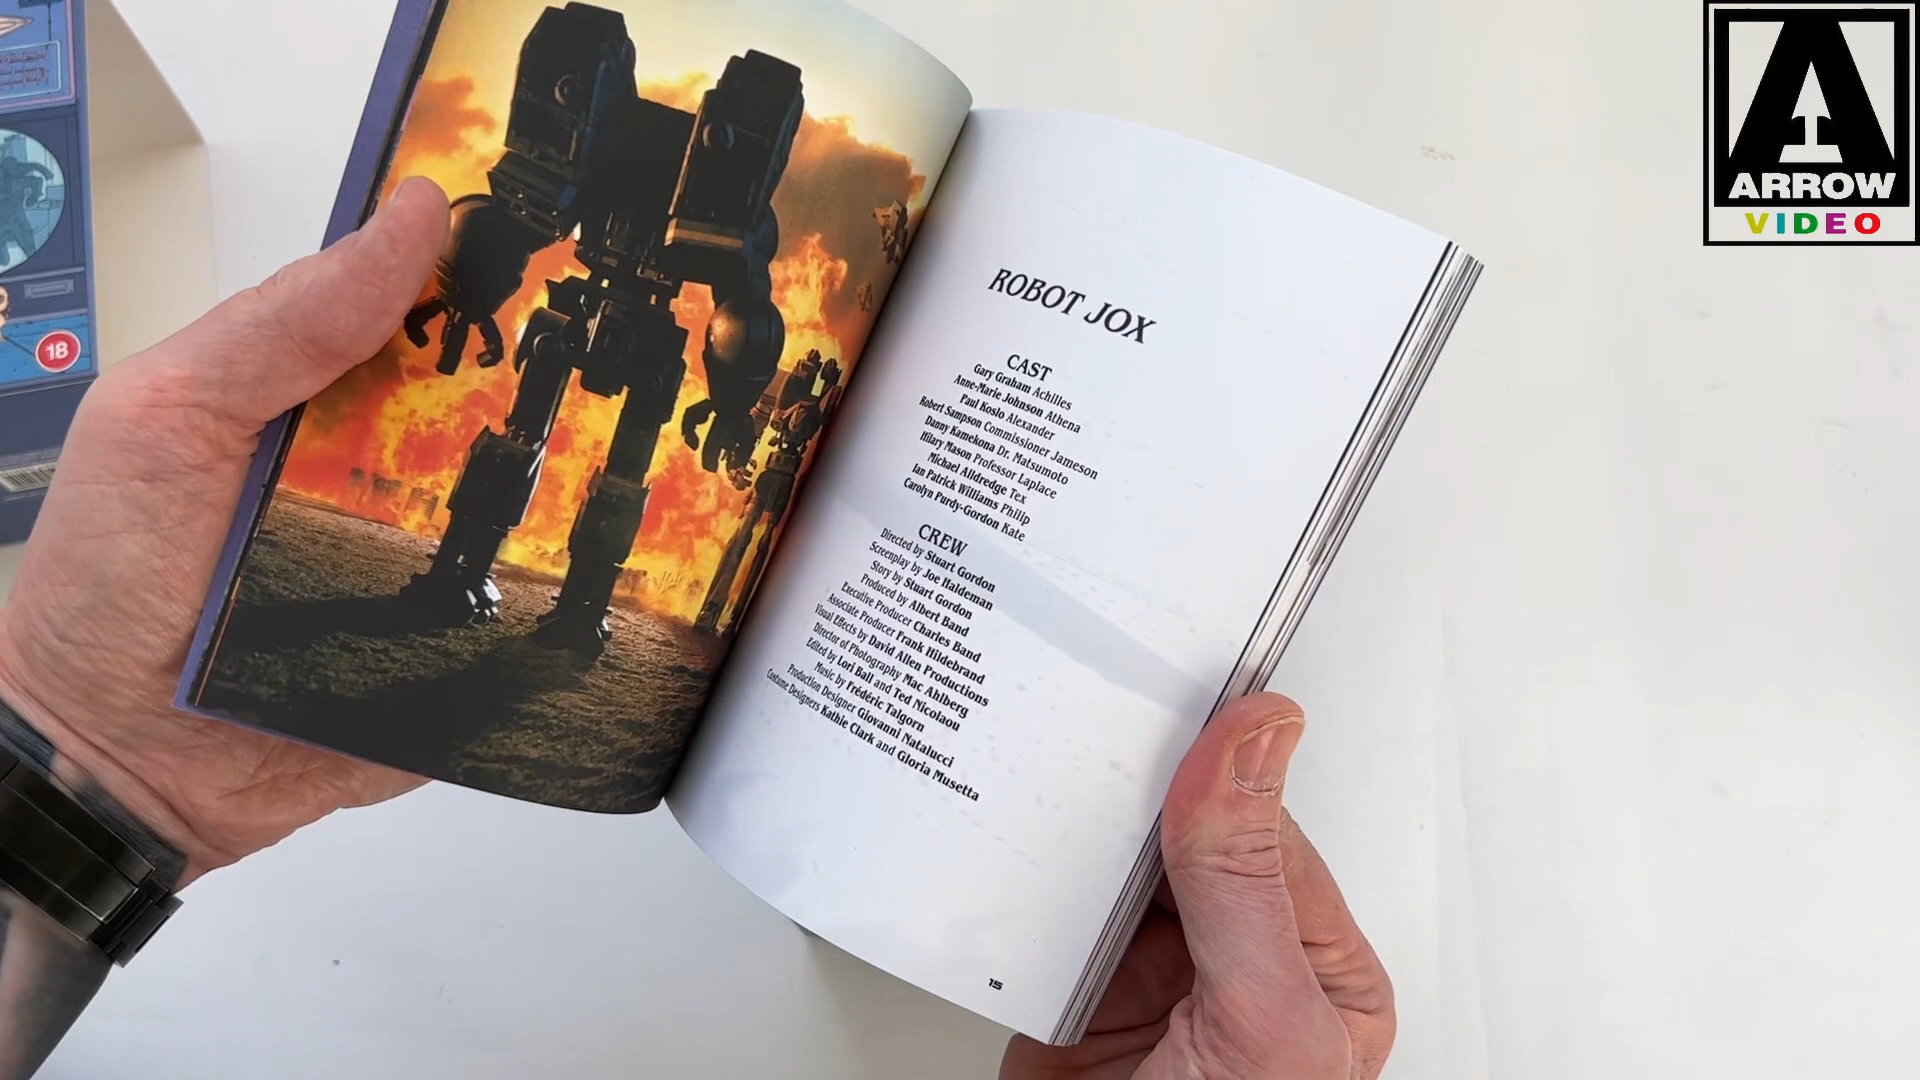 A
ARROW
VIDEO
18
ROBOT JOX
CAST
Gary Graham Achilles
Anne-Marie Johnson Athena
Paul Koslo Alexander
Robert Sampson Commissioner Jameson
Danny Kamekona Dr. Matsumoto
Hilary Mason Professor Laplace
Michael Alldredge Tex
Ian Patrick Williams Philip
Carolyn Purdy-Gordon Kate
CREW
Directed by Stuart Gordon
Screenplay by Joe Haldeman
Story by Stuart Gordon
Produced by Albert Band
Executive Producer Charles Band
Associate Producer Frank Hildebrand
Visual Effects by David Allen Productions
Director of Photography Mac Ahlberg
Edited by Lori Ball and Ted Nicolaou
Music by Frédéric Talgorn
Production Designer Giovanni Natalucci
Costume Designers Kathie Clark and Gloria Musetta
15